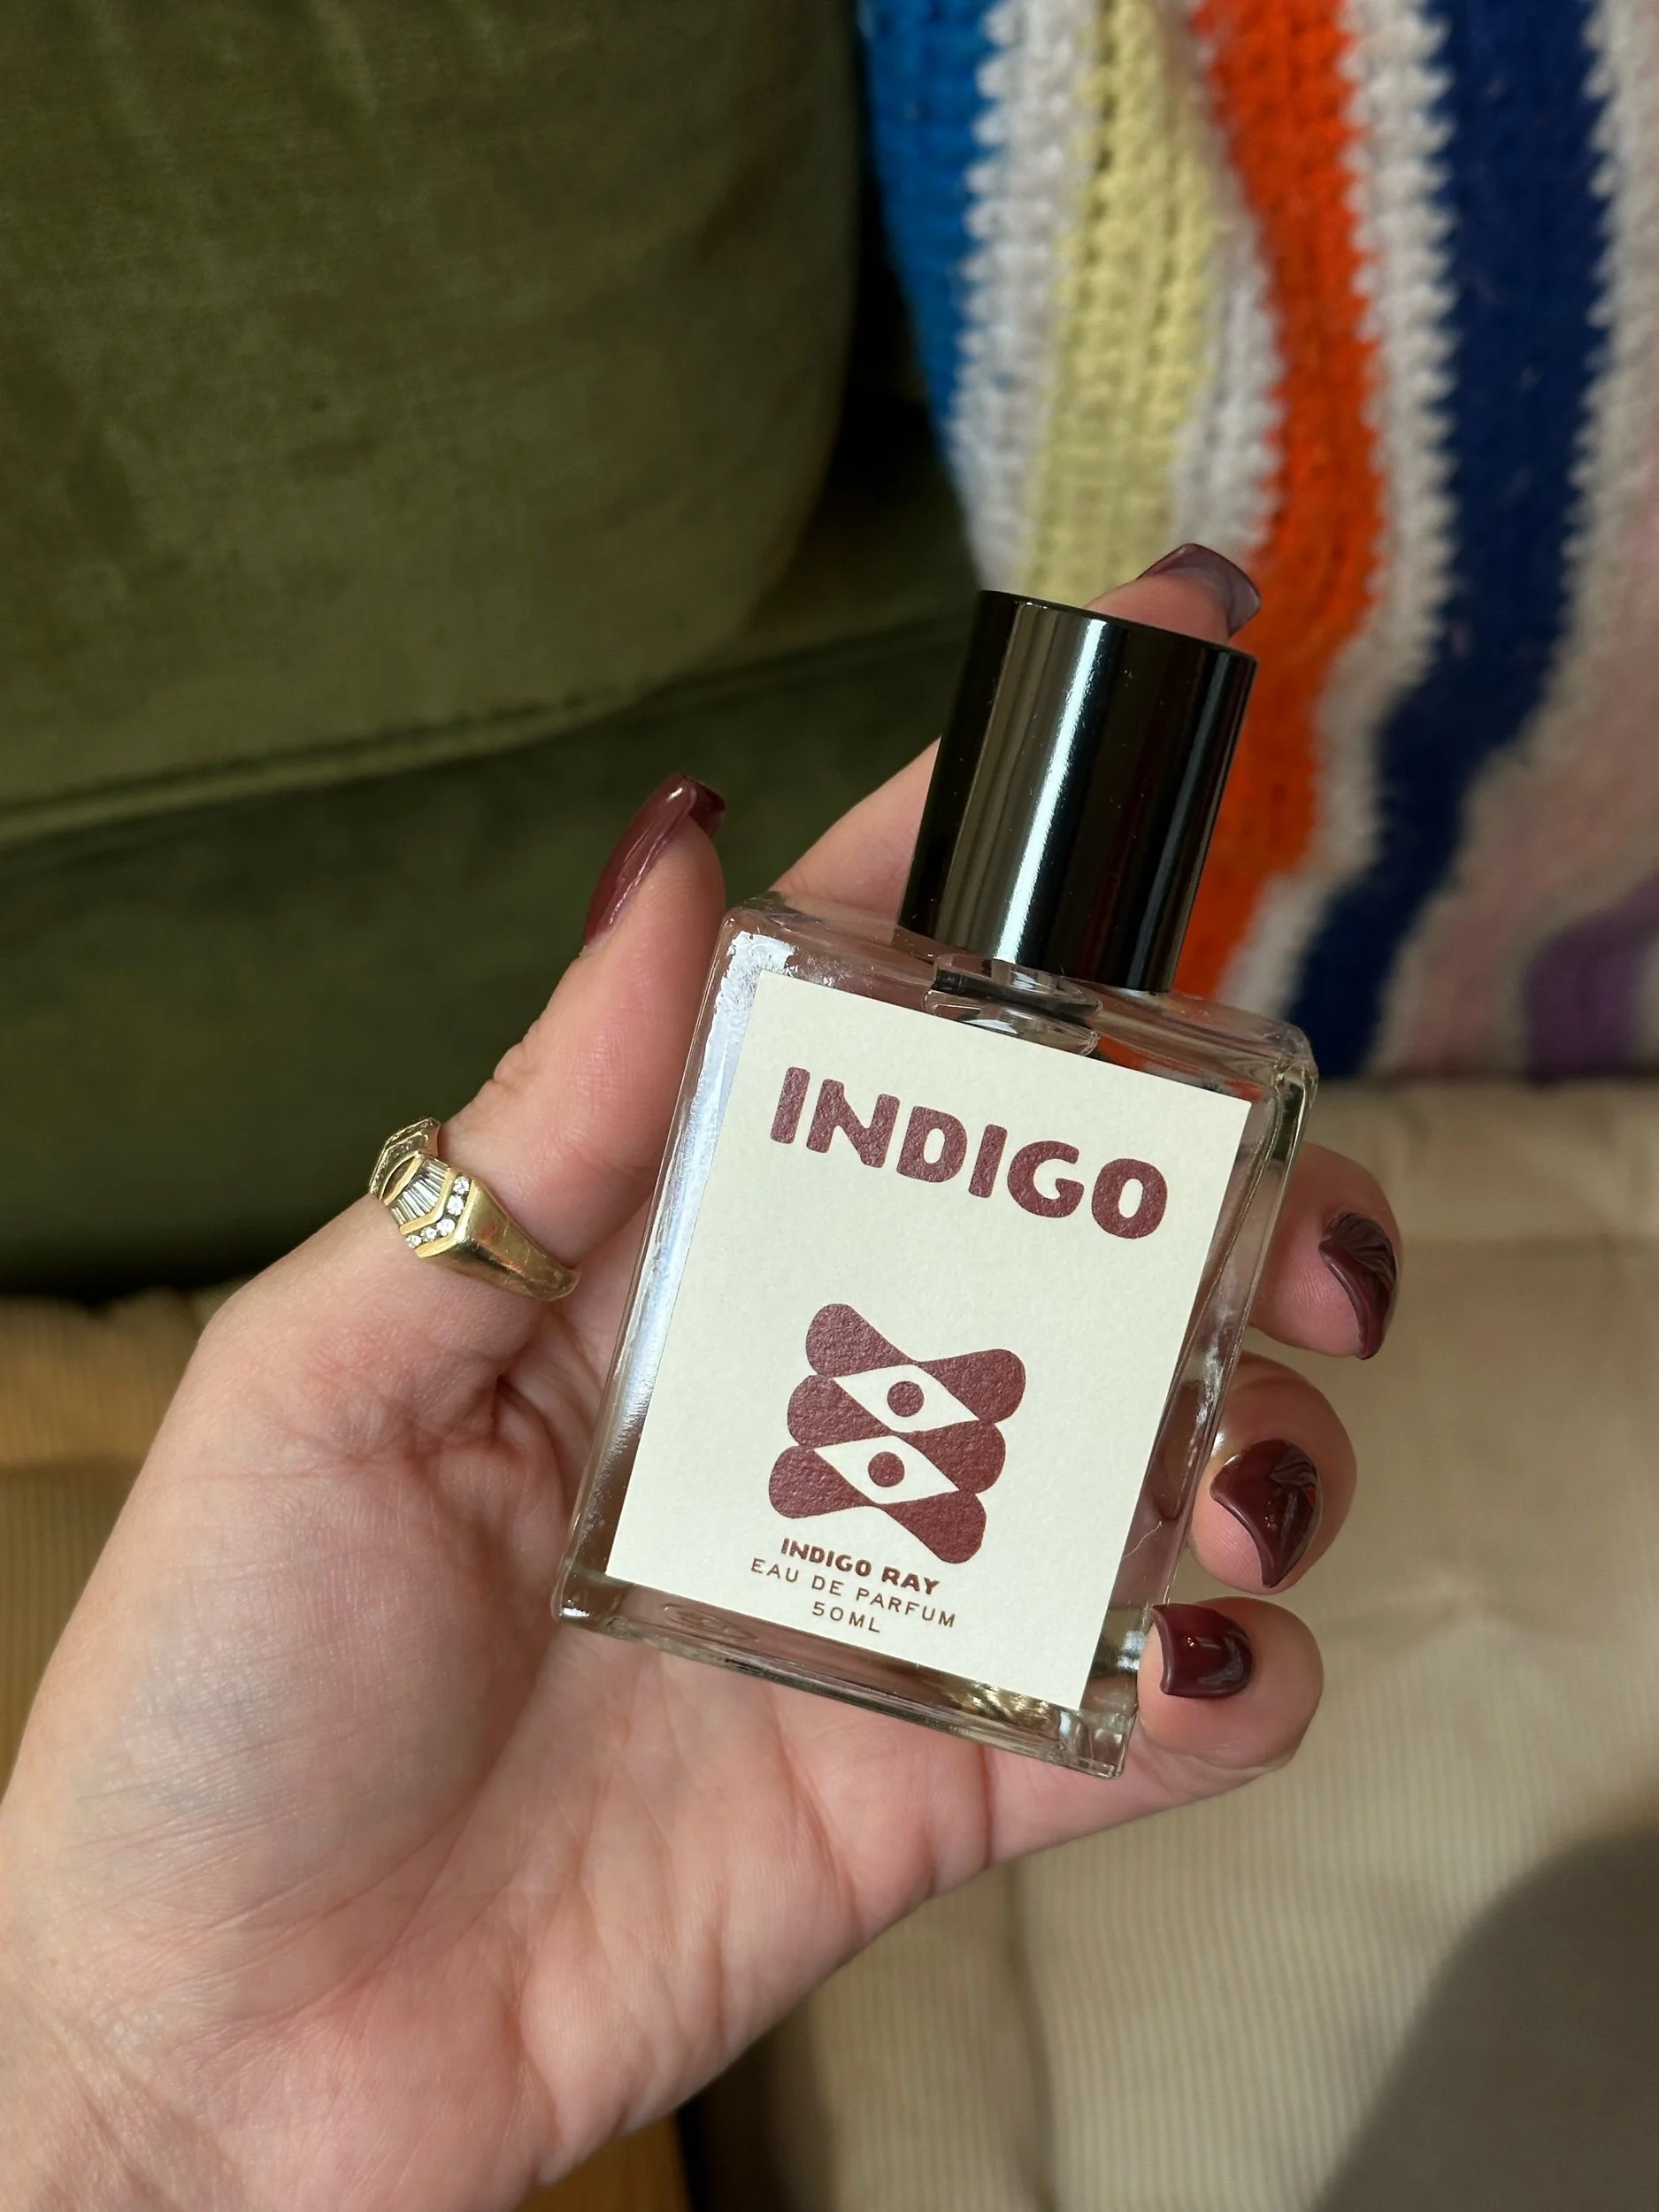 INDIGO
INDIGO RAY
EAU DE PARFUM
50ML